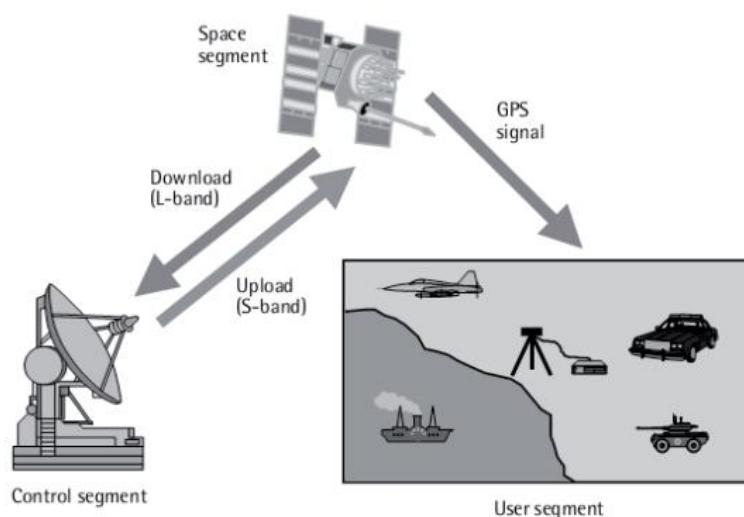 Space
segment
GPS
signal
Download
(L-band)
Upload
(S-band)
Control segment
User segment